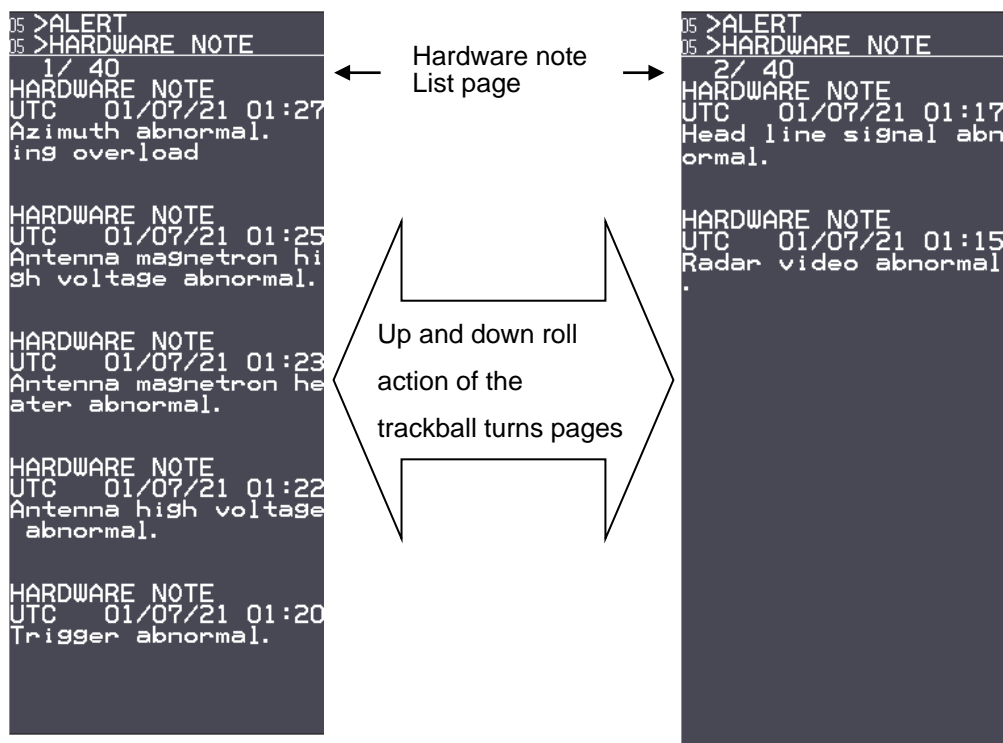 05 >ALERT
05 >HARDWARE NOTE
1/ 40
HARDWARE NOTE
UTC 01/07/21 01:27
Azimuth abnormal.
ing overload
HARDWARE NOTE
UTC 01/07/21 01:25
Antenna magnetron hi
gh voltage abnormal.
HARDWARE NOTE
UTC 01/07/21 01:23
Antenna magnetron he
ater abnormal.
HARDWARE NOTE
UTC 01/07/21 01:22
Antenna high voltage
abnormal.
HARDWARE NOTE
UTC 01/07/21 01:20
Trigger abnormal.
Hardware note
List page
Up and down roll
action of the
trackball turns pages
05 >ALERT
05 >HARDWARE NOTE
2/ 40
HARDWARE NOTE
UTC 01/07/21 01:17
Head line signal abn
ormal.
HARDWARE NOTE
UTC 01/07/21 01:15
Radar video abnormal
.